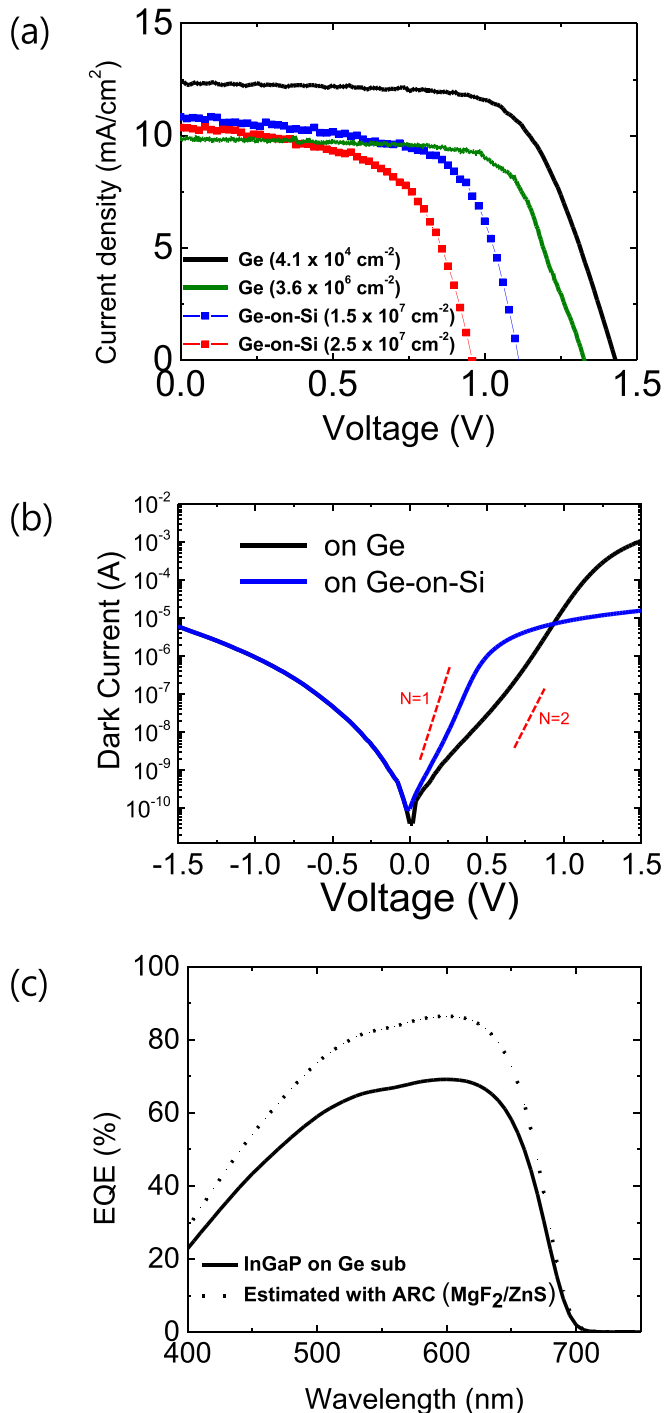 (a)
15
10
5
0
Current density (mA/cm²)
Ge (4.1 x 10⁴ cm⁻²)
Ge (3.6 x 10⁶ cm⁻²)
Ge-on-Si (1.5 x 10⁷ cm⁻²)
Ge-on-Si (2.5 x 10⁷ cm⁻²)
0.0 0.5 1.0 1.5
Voltage (V)
(b)
10⁻²
10⁻³
10⁻⁴
10⁻⁵
10⁻⁶
10⁻⁷
10⁻⁸
10⁻⁹
10⁻¹⁰
Dark Current (A)
on Ge
on Ge-on-Si
N=1
N=2
-1.5 -1.0 -0.5 0.0 0.5 1.0 1.5
Voltage (V)
(c)
100
80
60
40
20
0
EQE (%)
InGaP on Ge sub
Estimated with ARC (MgF₂/ZnS)
400 500 600 700
Wavelength (nm)